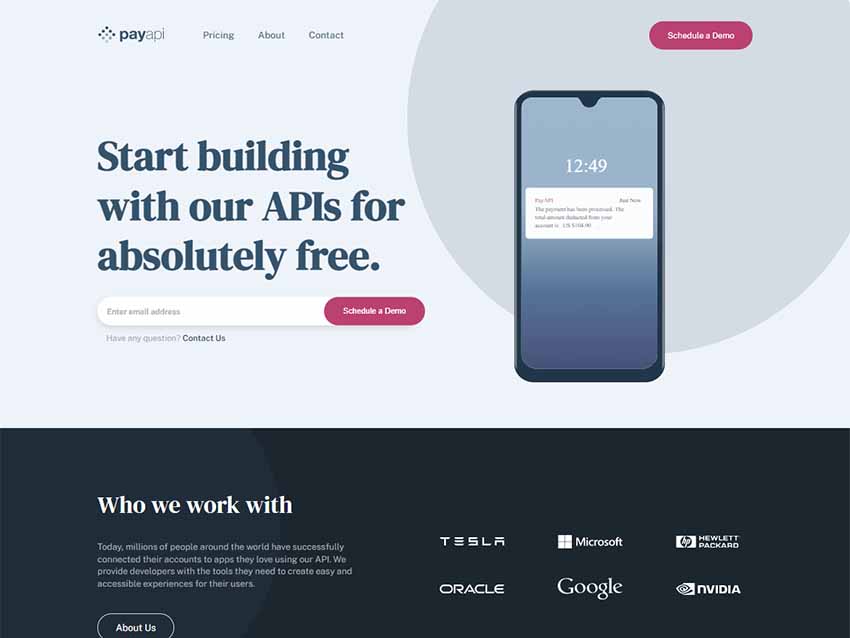 payapi
Pricing
About
Contact
Schedule a Demo
Start building
with our APIs for
absolutely free.
Enter email address
Schedule a Demo
Have any question? Contact Us
12:49
Pay API
Just Now
The payment has been processed. The
total amount deducted from your
account is : US $104.00
Who we work with
Today, millions of people around the world have successfully
connected their accounts to apps they love using our API. We
provide developers with the tools they need to create easy and
accessible experiences for their users.
About Us
TESLA
Microsoft
hp HEWLETT
PACKARD
ORACLE
Google
NVIDIA